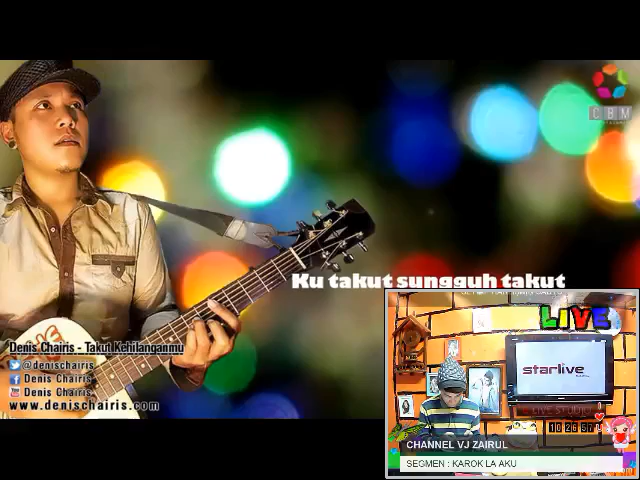 CBM
Ku takut sungguh takut
Denis Chairis - Takut Kehilanganmu
@denischairis
Denis Chairis
Denis Chairis
www.denischairis.com
LIVE
starlive
LIVE STUDIO
10 26 57
CHANNEL VJ ZAIRUL
SEGMEN : KAROK LA AKU